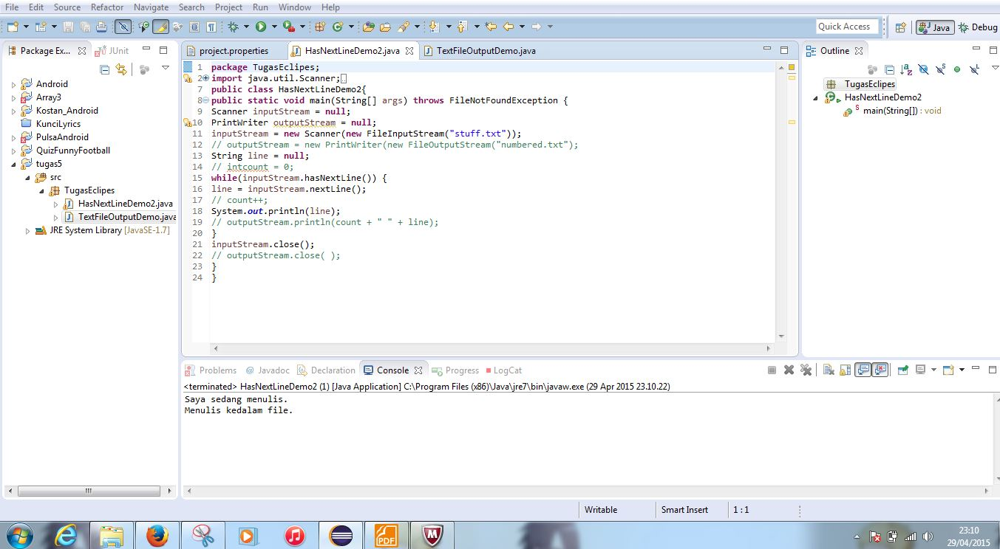 File Edit Source Refactor Navigate Search Project Run Window Help
Quick Access Java Debug
Package Ex... JUnit
Android
Array3
Kostan_Android
KunciLyrics
PulsaAndroid
QuizFunnyFootball
tugas5
src
TugasEclipes
HasNextLineDemo2.java
TextFileOutputDemo.java
JRE System Library [JavaSE-1.7]
project.properties HasNextLineDemo2.java TextFileOutputDemo.java
1 package TugasEclipes;
2 import java.util.Scanner;
7 public class HasNextLineDemo2{
8 public static void main(String[] args) throws FileNotFoundException {
9 Scanner inputStream = null;
10 PrintWriter outputStream = null;
11 inputStream = new Scanner(new FileInputStream("stuff.txt"));
12 // outputStream = new PrintWriter(new FileOutputStream("numbered.txt");
13 String line = null;
14 // intcount = 0;
15 while(inputStream.hasNextLine()) {
16 line = inputStream.nextLine();
17 // count++;
18 System.out.println(line);
19 // outputStream.println(count + " " + line);
20 }
21 inputStream.close();
22 // outputStream.close( );
23 }
24 }
Outline
TugasEclipes
HasNextLineDemo2
main(String[]) : void
Problems @ Javadoc Declaration Console Progress LogCat
<terminated> HasNextLineDemo2 (1) [Java Application] C:\Program Files (x86)\Java\jre7\bin\javaw.exe (29 Apr 2015 23.10.22)
Saya sedang menulis.
Menulis kedalam file.
Writable Smart Insert 1 : 1
PDF
23:10
29/04/2015